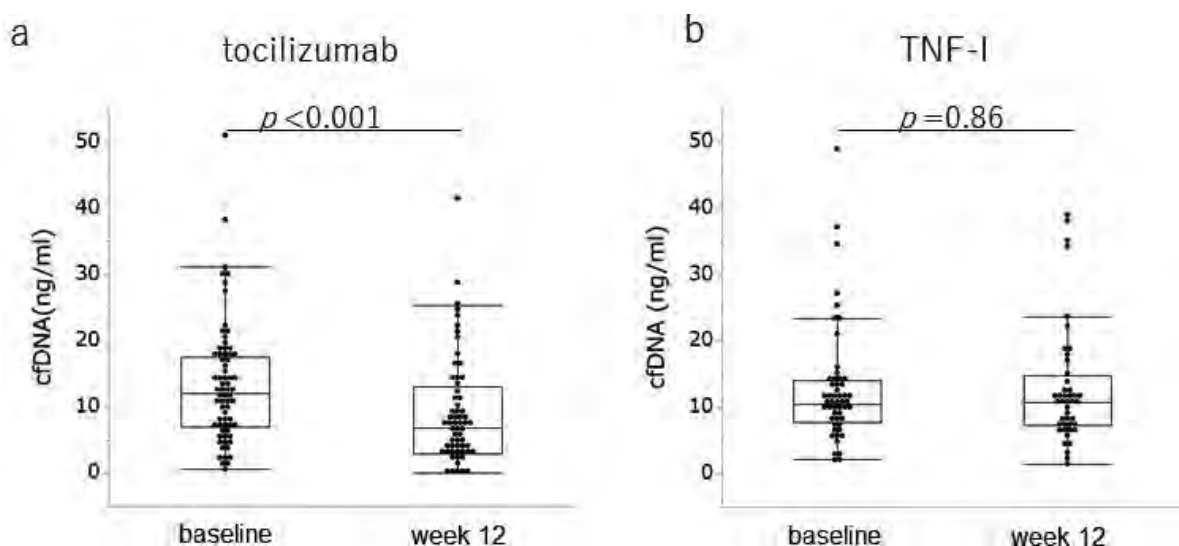 a
tocilizumab
p<0.001
50
40
30
20
10
0
cfDNA(ng/ml)
baseline week 12
b
TNF-I
p=0.86
50
40
30
20
10
0
cfDNA (ng/ml)
baseline week 12